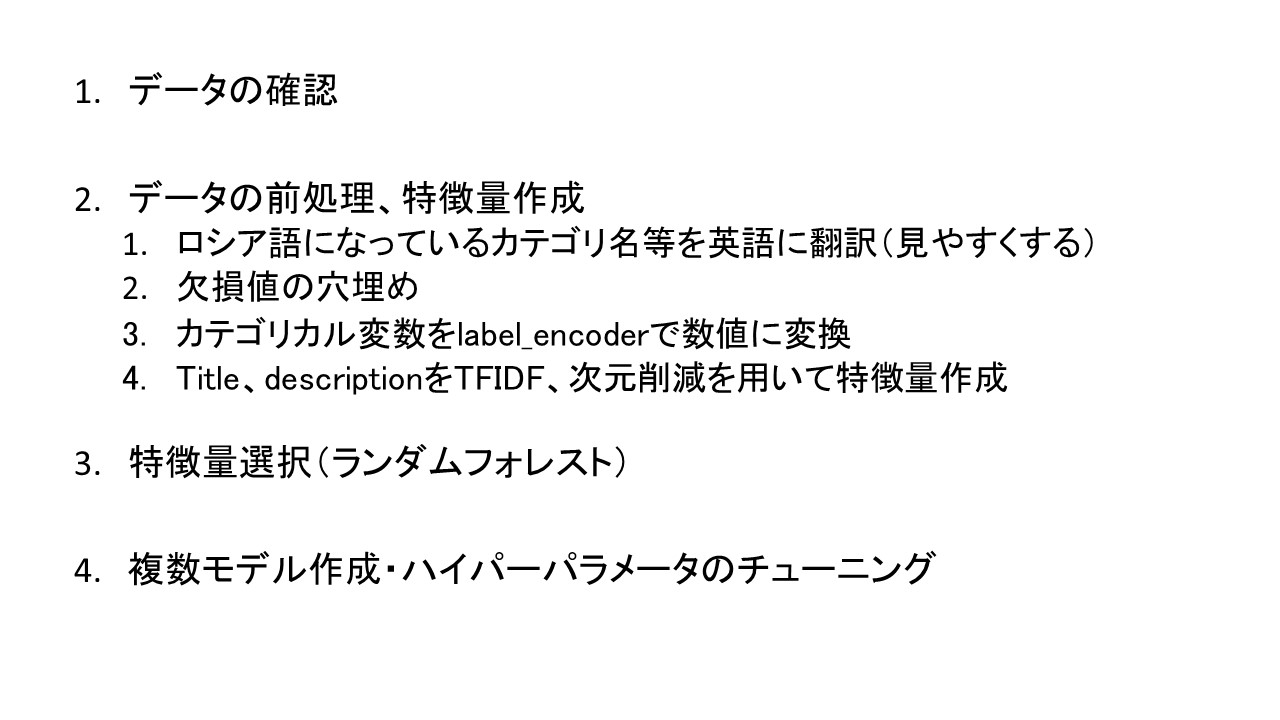 1. データの確認
2. データの前処理、特徴量作成
1. ロシア語になっているカテゴリ名等を英語に翻訳（見やすくする）
2. 欠損値の穴埋め
3. カテゴリカル変数をlabel_encoderで数値に変換
4. Title、descriptionをTFIDF、次元削減を用いて特徴量作成
3. 特徴量選択（ランダムフォレスト）
4. 複数モデル作成・ハイパーパラメータのチューニング